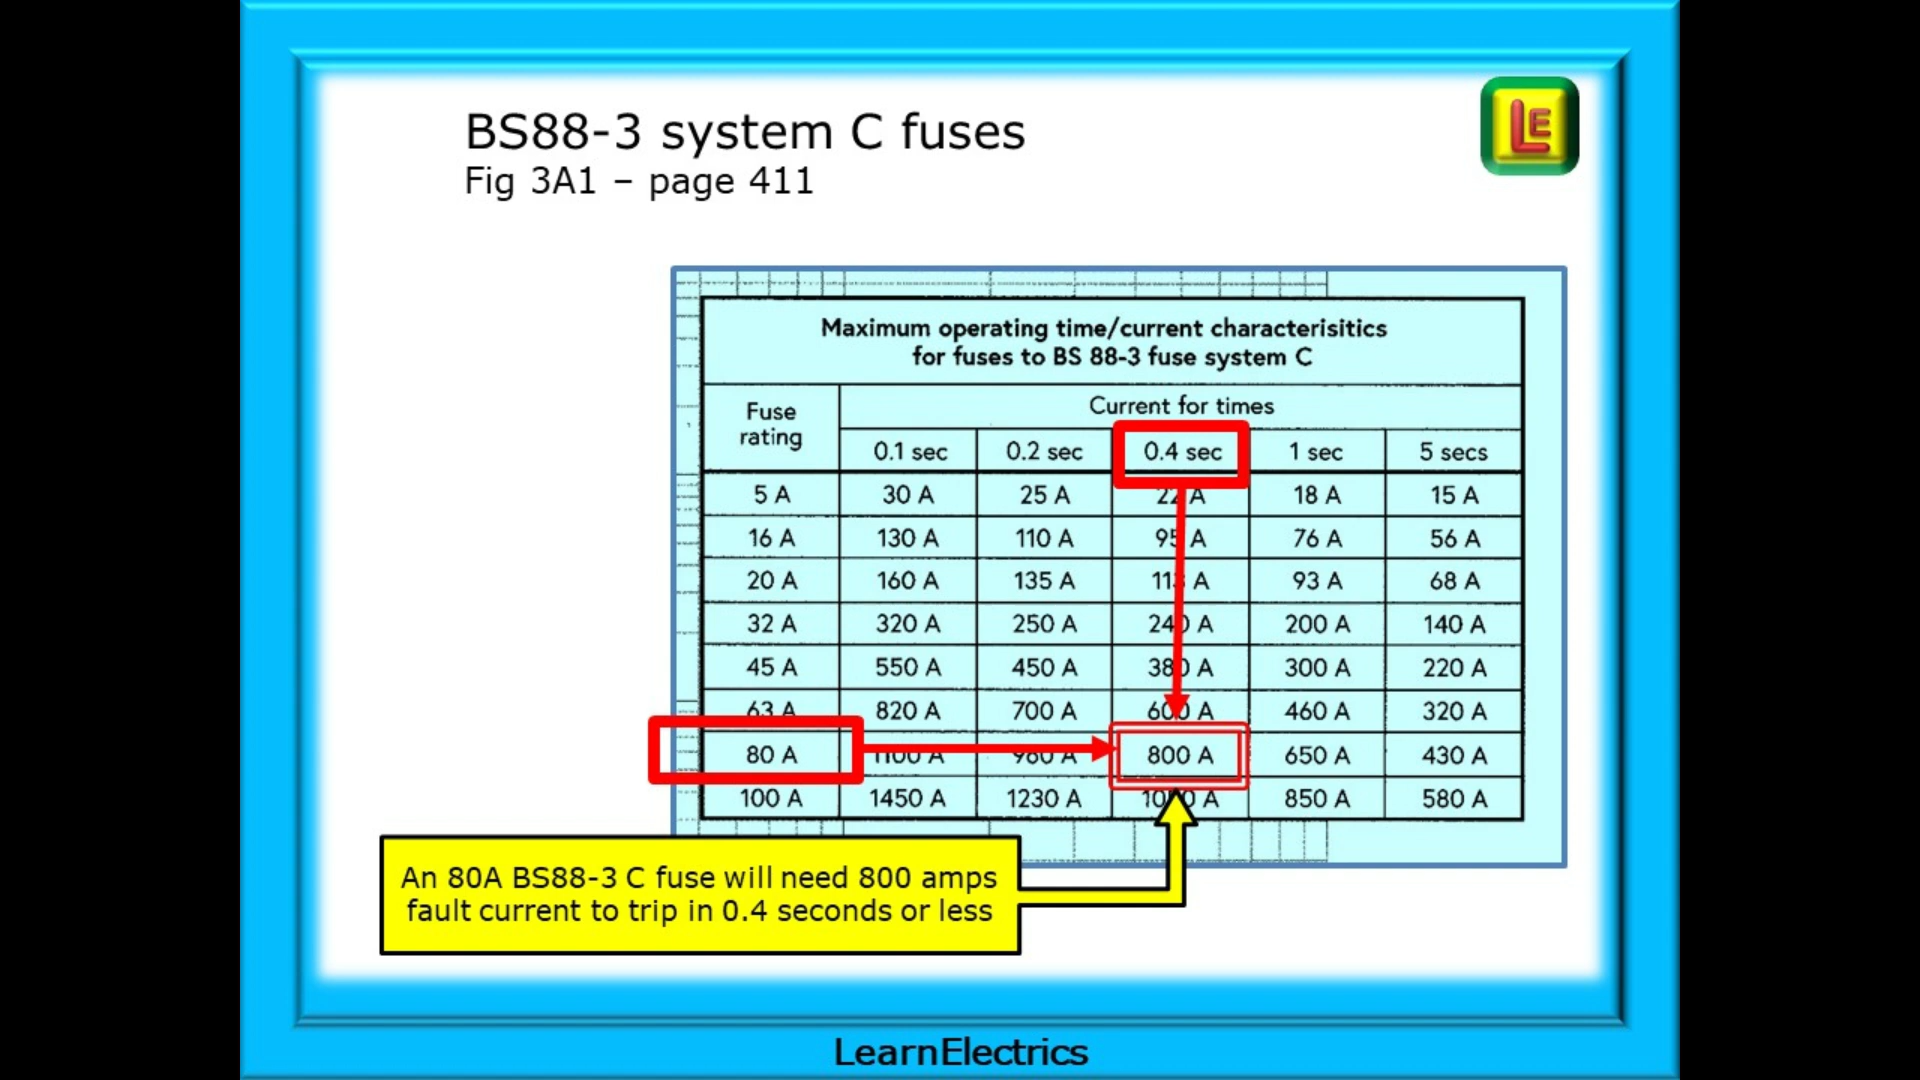 BS88-3 system C fuses
Fig 3A1 – page 411
LE
Maximum operating time/current characterisitics
for fuses to BS 88-3 fuse system C
Fuse rating
Current for times
0.1 sec 0.2 sec 0.4 sec 1 sec 5 secs
5 A 30 A 25 A 22 A 18 A 15 A
16 A 130 A 110 A 95 A 76 A 56 A
20 A 160 A 135 A 113 A 93 A 68 A
32 A 320 A 250 A 240 A 200 A 140 A
45 A 550 A 450 A 380 A 300 A 220 A
63 A 820 A 700 A 600 A 460 A 320 A
80 A 1100 A 960 A 800 A 650 A 430 A
100 A 1450 A 1230 A A 850 A 580 A
An 80A BS88-3 C fuse will need 800 amps
fault current to trip in 0.4 seconds or less
LearnElectrics